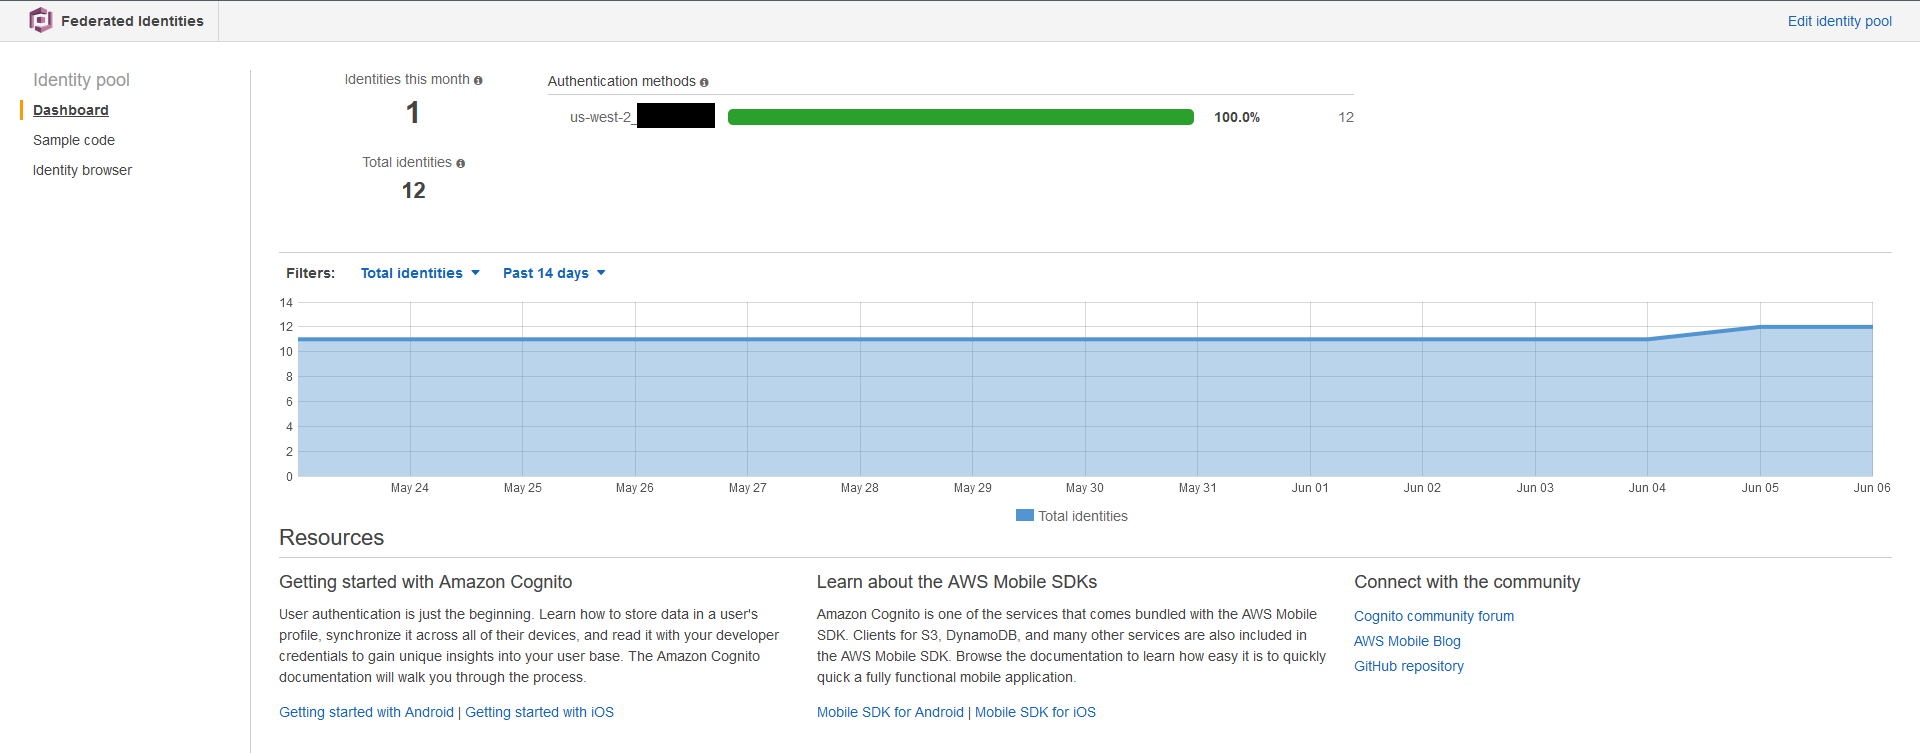 Federated Identities
Edit identity pool
Identity pool
Dashboard
Sample code
Identity browser
Identities this month
1
Total identities
12
Authentication methods
us-west-2_
100.0%
12
Filters: Total identities Past 14 days
14
12
10
8
6
4
2
0
May 24 May 25 May 26 May 27 May 28 May 29 May 30 May 31 Jun 01 Jun 02 Jun 03 Jun 04 Jun 05 Jun 06
Total identities
Resources
Getting started with Amazon Cognito
User authentication is just the beginning. Learn how to store data in a user's
profile, synchronize it across all of their devices, and read it with your developer
credentials to gain unique insights into your user base. The Amazon Cognito
documentation will walk you through the process.
Getting started with Android | Getting started with iOS
Learn about the AWS Mobile SDKs
Amazon Cognito is one of the services that comes bundled with the AWS Mobile
SDK. Clients for S3, DynamoDB, and many other services are also included in
the AWS Mobile SDK. Browse the documentation to learn how easy it is to quickly
quick a fully functional mobile application.
Mobile SDK for Android | Mobile SDK for iOS
Connect with the community
Cognito community forum
AWS Mobile Blog
GitHub repository